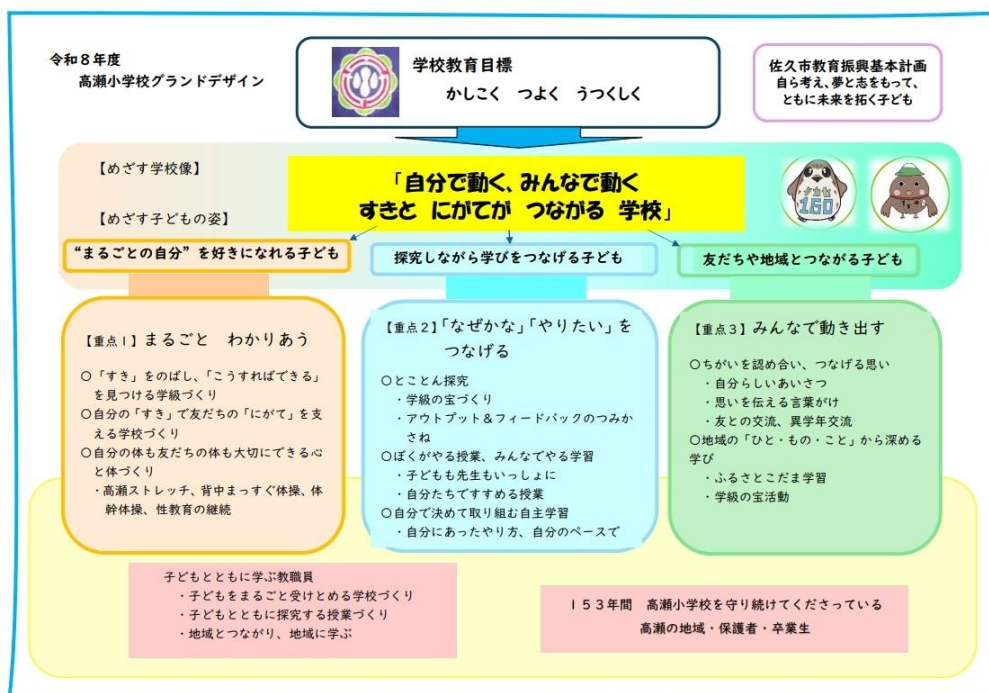 令和８年度
高瀬小学校グランドデザイン
学校教育目標
かしこく　つよく　うつくしく
佐久市教育振興基本計画
自ら考え、夢と志をもって、
ともに未来を拓く子ども
【めざす学校像】
「自分で動く、みんなで動く
すきと　にがてが　つながる　学校」
タカセ
160
【めざす子どもの姿】
“まるごとの自分”を好きになれる子ども
探究しながら学びをつなげる子ども
友だちや地域とつながる子ども
【重点１】まるごと　わかりあう
○「すき」をのばし、「こうすればできる」
を見つける学級づくり
○自分の「すき」で友だちの「にがて」を支
える学校づくり
○自分の体も友だちの体も大切にできる心
と体づくり
・高瀬ストレッチ、背中まっすぐ体操、体
幹体操、性教育の継続
【重点２】「なぜかな」「やりたい」を
つなげる
○とことん探究
・学級の宝づくり
・アウトプット＆フィードバックのつみか
さね
○ぼくがやる授業、みんなでやる学習
・子どもも先生もいっしょに
・自分たちですすめる授業
○自分で決めて取り組む自主学習
・自分にあったやり方、自分のペースで
【重点３】みんなで動き出す
○ちがいを認め合い、つなげる思い
・自分らしいあいさつ
・思いを伝える言葉がけ
・友との交流、異学年交流
○地域の「ひと・もの・こと」から深める
学び
・ふるさとこだま学習
・学級の宝活動
子どもとともに学ぶ教職員
・子どもをまるごと受けとめる学校づくり
・子どもとともに探究する授業づくり
・地域とつながり、地域に学ぶ
１５３年間　高瀬小学校を守り続けてくださっている
高瀬の地域・保護者・卒業生